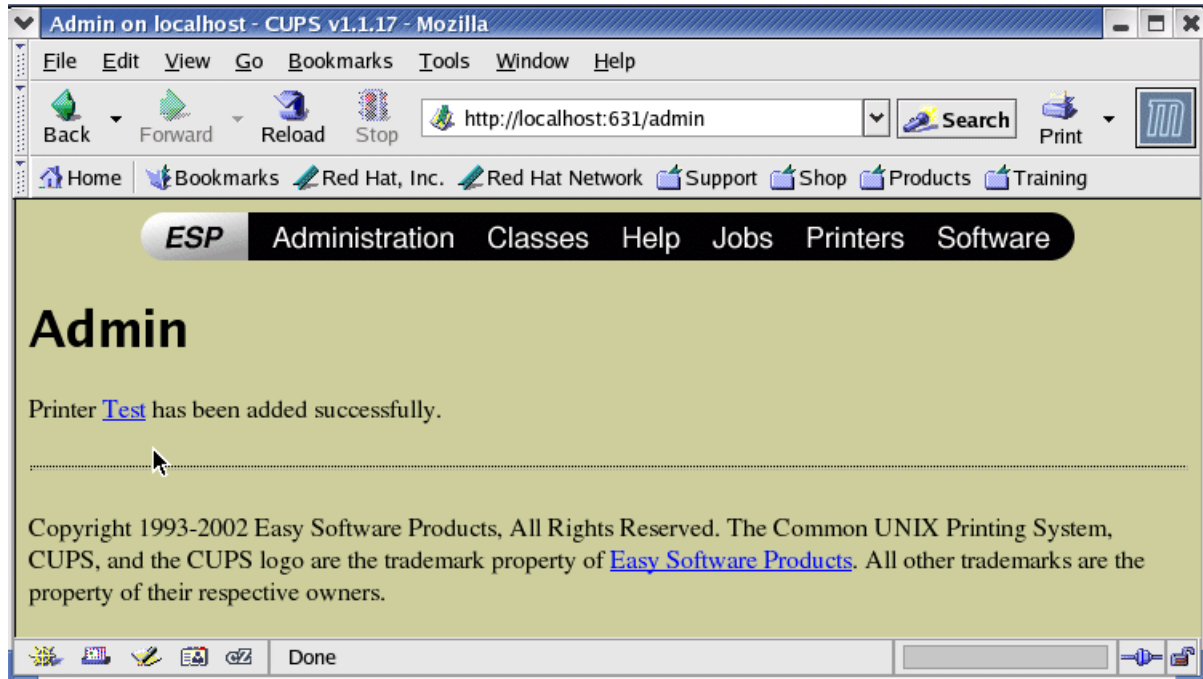 Admin on localhost - CUPS v1.1.17 - Mozilla
File Edit View Go Bookmarks Tools Window Help
Back Forward Reload Stop http://localhost:631/admin Search Print
Home Bookmarks Red Hat, Inc. Red Hat Network Support Shop Products Training
ESP Administration Classes Help Jobs Printers Software
Admin
Printer Test has been added successfully.
Copyright 1993-2002 Easy Software Products, All Rights Reserved. The Common UNIX Printing System,
CUPS, and the CUPS logo are the trademark property of Easy Software Products. All other trademarks are the
property of their respective owners.
Done